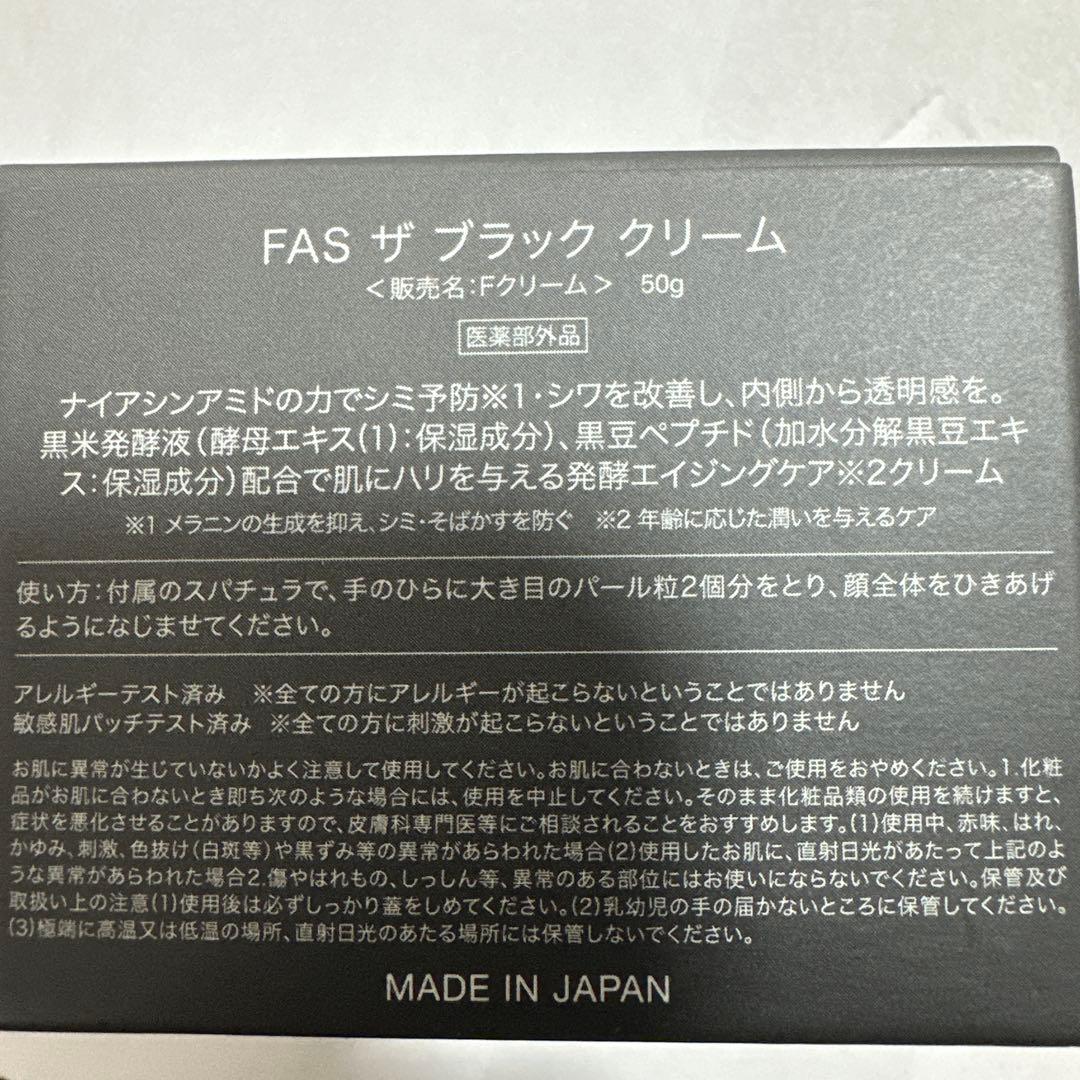 FAS ザ ブラック クリーム
＜販売名：Fクリーム＞　50g
医薬部外品
ナイアシンアミドの力でシミ予防※1・シワを改善し、内側から透明感を。
黒米発酵液（酵母エキス(1)：保湿成分）、黒豆ペプチド（加水分解黒豆エキ
ス：保湿成分）配合で肌にハリを与える発酵エイジングケア※2クリーム
※1 メラニンの生成を抑え、シミ・そばかすを防ぐ　※2 年齢に応じた潤いを与えるケア
使い方：付属のスパチュラで、手のひらに大き目のパール粒2個分をとり、顔全体をひきあげ
るようになじませてください。
アレルギーテスト済み　※全ての方にアレルギーが起こらないということではありません
敏感肌パッチテスト済み　※全ての方に刺激が起こらないということではありません
お肌に異常が生じていないかよく注意して使用してください。お肌に合わないときは、ご使用をおやめください。1.化粧
品がお肌に合わないとき即ち次のような場合には、使用を中止してください。そのまま化粧品類の使用を続けますと、
症状を悪化させることがありますので、皮膚科専門医等にご相談されることをおすすめします。(1)使用中、赤味、はれ、
かゆみ、刺激、色抜け(白斑等)や黒ずみ等の異常があらわれた場合(2)使用したお肌に、直射日光があたって上記のよ
うな異常があらわれた場合2.傷やはれもの、しっしん等、異常のある部位にはお使いにならないでください。保管及び
取扱い上の注意(1)使用後は必ずしっかり蓋をしめてください。(2)乳幼児の手の届かないところに保管してください。
(3)極端に高温又は低温の場所、直射日光のあたる場所には保管しないでください。
MADE IN JAPAN